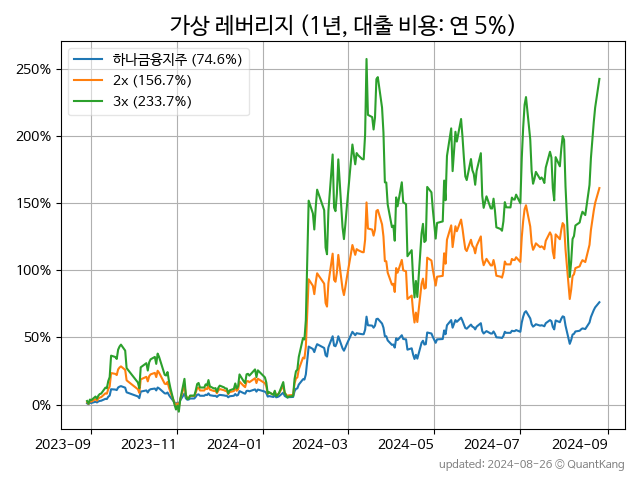 가상 레버리지 (1년, 대출 비용: 연 5%)
하나금융지주 (74.6%)
2x (156.7%)
3x (233.7%)
250%
200%
150%
100%
50%
0%
2023-09 2023-11 2024-01 2024-03 2024-05 2024-07 2024-09
updated: 2024-08-26 © QuantKang